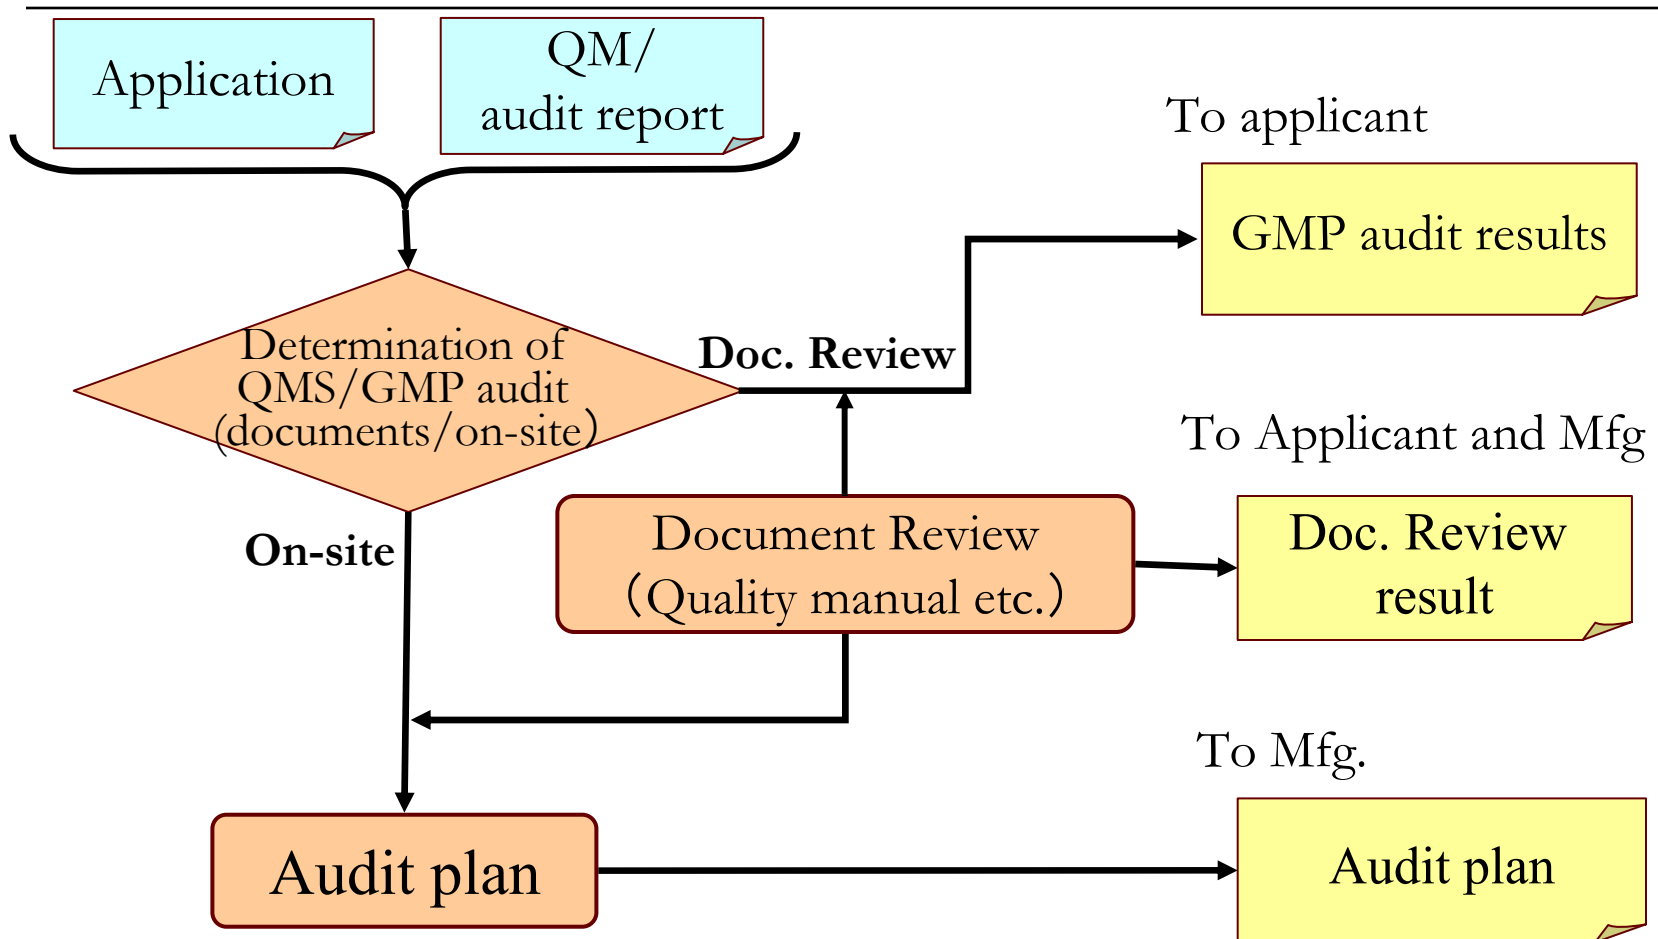 Application
QM/
audit report
To applicant
GMP audit results
Determination of
QMS/GMP audit
(documents/on-site)
Doc. Review
To Applicant and Mfg
On-site
Document Review
（Quality manual etc.）
Doc. Review
result
To Mfg.
Audit plan
Audit plan